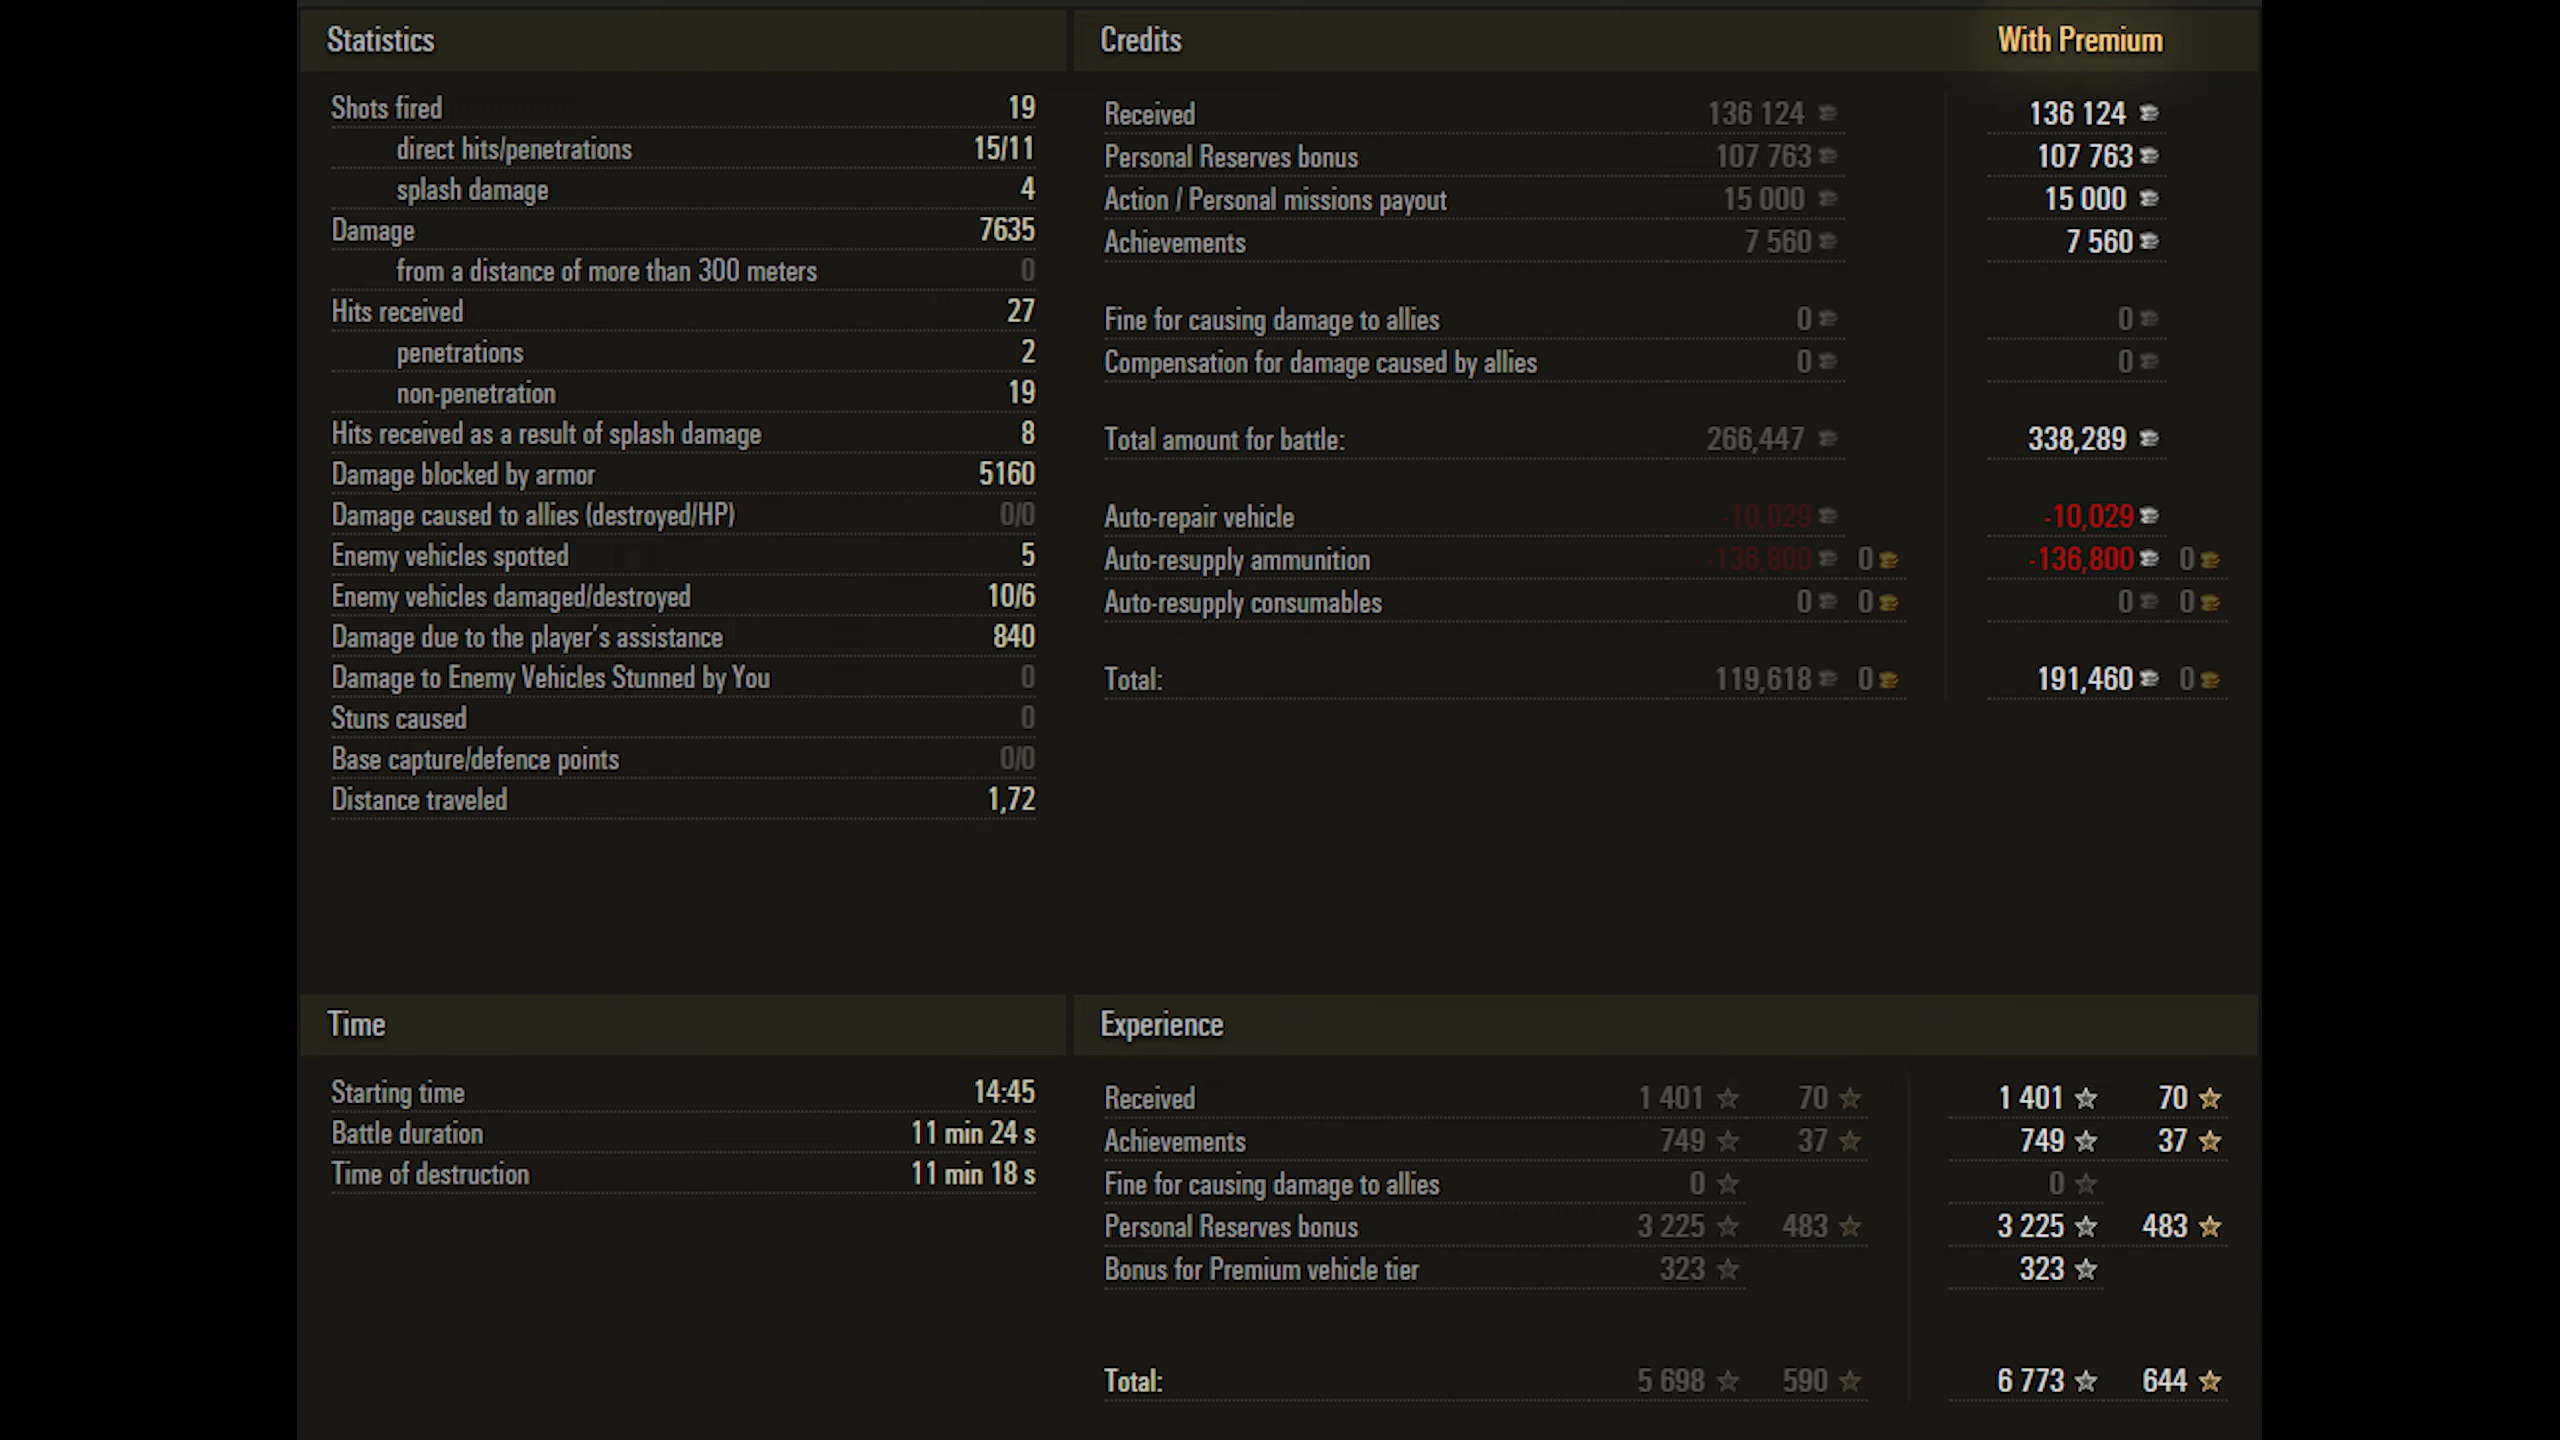 Statistics
Shots fired 19
direct hits/penetrations 15/11
splash damage 4
Damage 7635
from a distance of more than 300 meters 0
Hits received 27
penetrations 2
non-penetration 19
Hits received as a result of splash damage 8
Damage blocked by armor 5160
Damage caused to allies (destroyed/HP) 0/0
Enemy vehicles spotted 5
Enemy vehicles damaged/destroyed 10/6
Damage due to the player's assistance 840
Damage to Enemy Vehicles Stunned by You 0
Stuns caused 0
Base capture/defence points 0/0
Distance traveled 1,72
Credits With Premium
Received 136 124 136 124
Personal Reserves bonus 107 763 107 763
Action / Personal missions payout 15 000 15 000
Achievements 7 560 7 560
Fine for causing damage to allies 0 0
Compensation for damage caused by allies 0 0
Total amount for battle: 266,447 338,289
Auto-repair vehicle -10,029 -10,029
Auto-resupply ammunition -136,800 0 -136,800 0
Auto-resupply consumables 0 0 0 0
Total: 119,618 0 191,460 0
Time
Starting time 14:45
Battle duration 11 min 24 s
Time of destruction 11 min 18 s
Experience
Received 1 401 70 1 401 70
Achievements 749 37 749 37
Fine for causing damage to allies 0 0
Personal Reserves bonus 3 225 483 3 225 483
Bonus for Premium vehicle tier 323 323
Total: 5 698 590 6 773 644